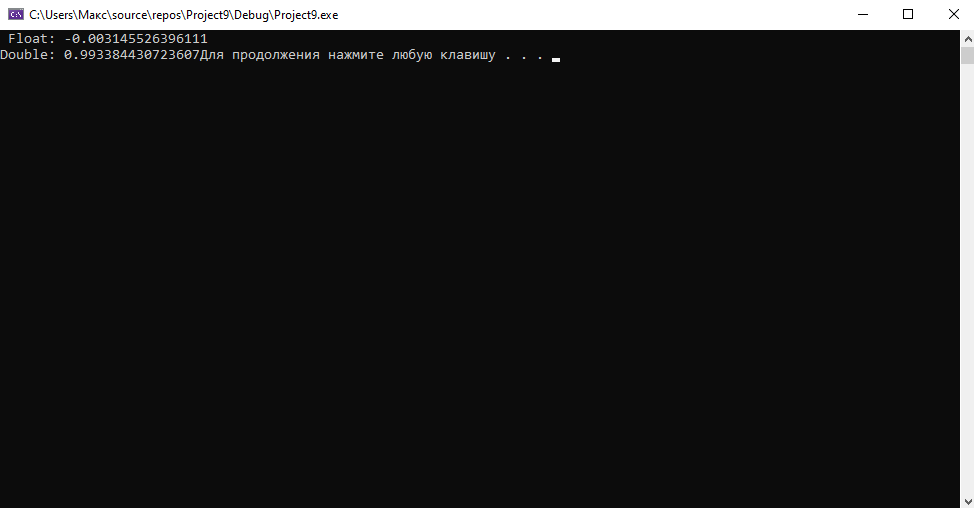 C:\Users\Макс\source\repos\Project9\Debug\Project9.exe
Float: -0.003145526396111
Double: 0.993384430723607Для продолжения нажмите любую клавишу . . .